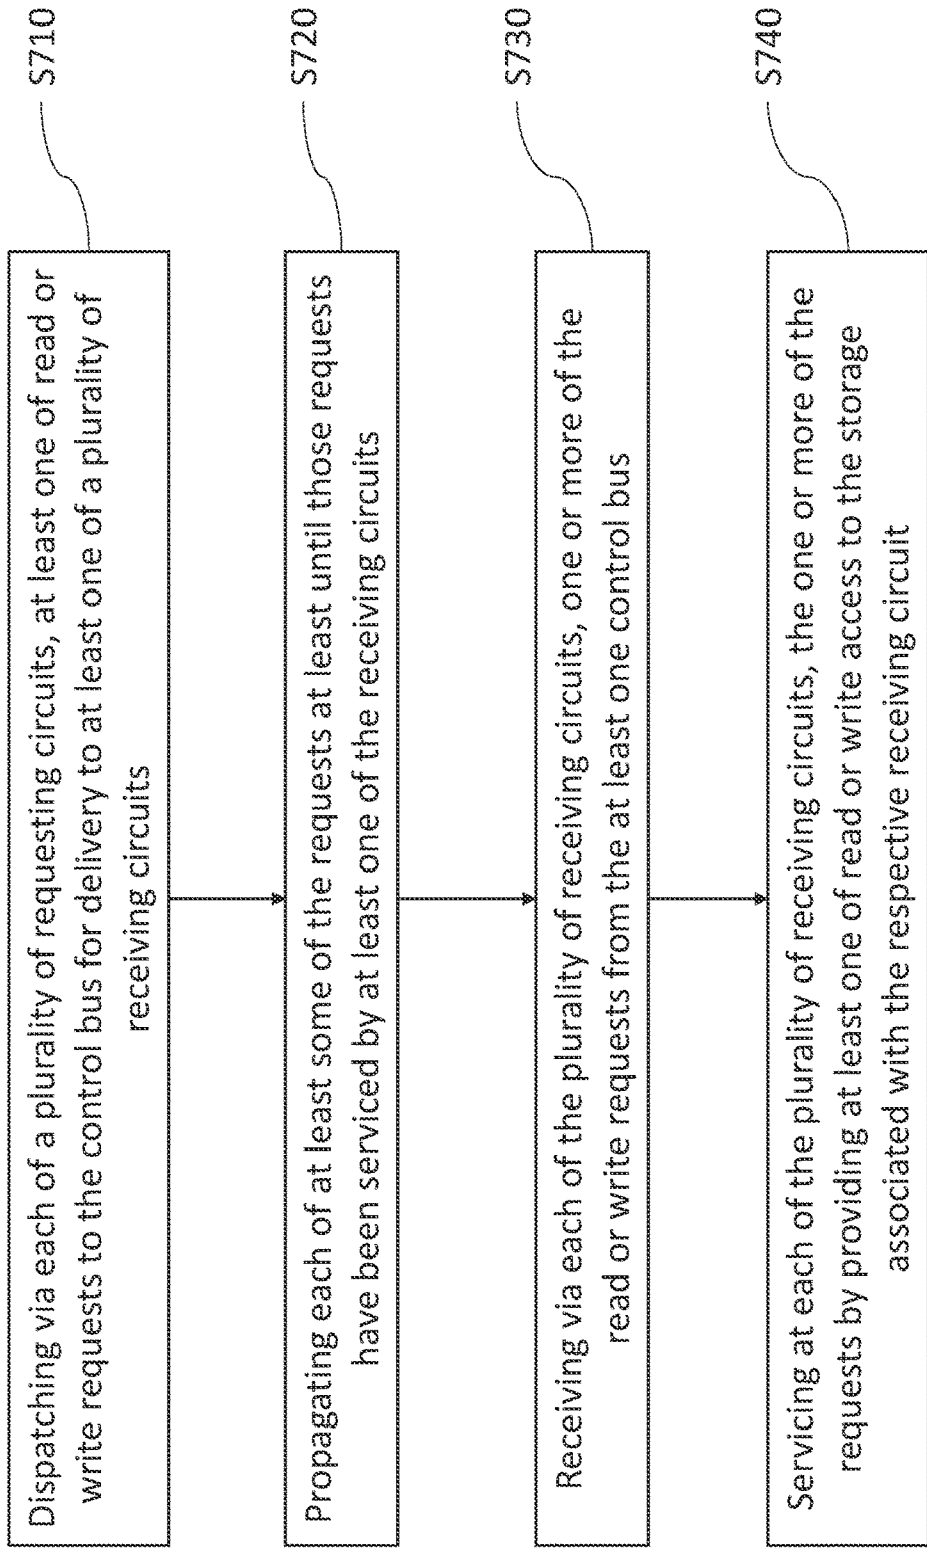 Dispatching via each of a plurality of requesting circuits, at least one of read or
write requests to the control bus for delivery to at least one of a plurality of
receiving circuits
S710
Propagating each of at least some of the requests at least until those requests
have been serviced by at least one of the receiving circuits
S720
Receiving via each of the plurality of receiving circuits, one or more of the
read or write requests from the at least one control bus
S730
Servicing at each of the plurality of receiving circuits, the one or more of the
requests by providing at least one of read or write access to the storage
associated with the respective receiving circuit
S740